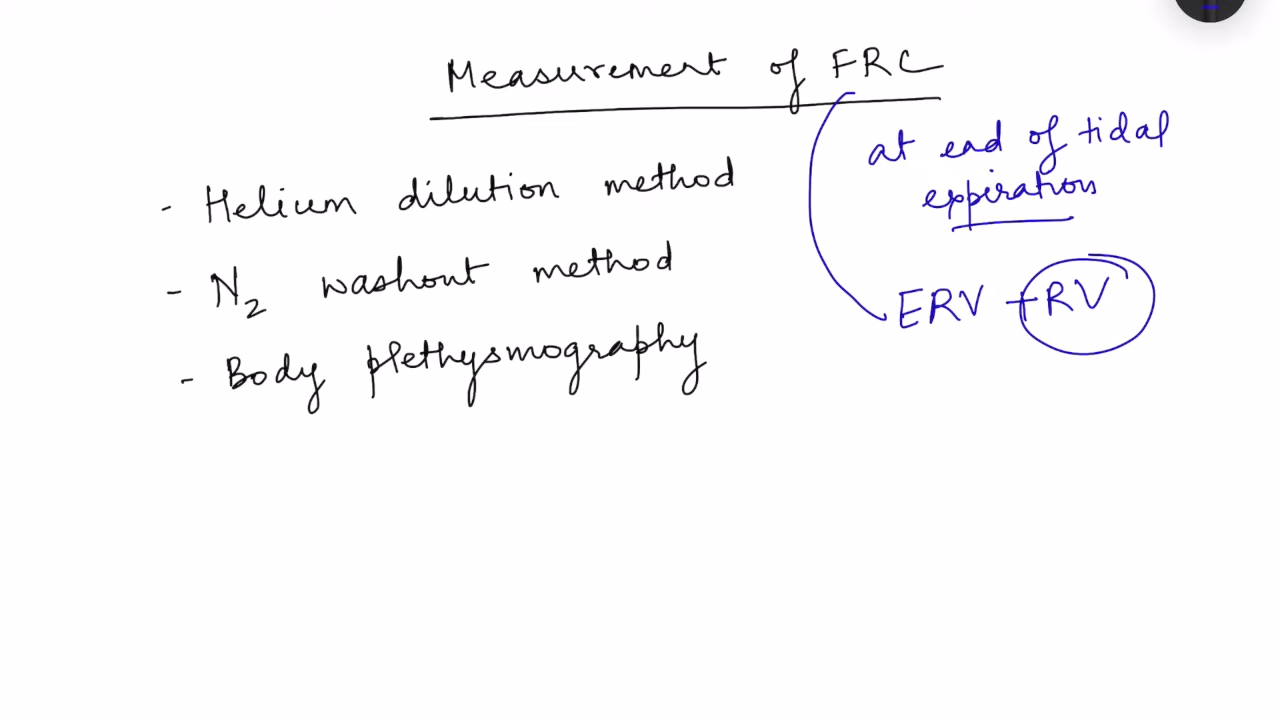 Measurement of FRC
at end of tidal
expiration
- Helium dilution method
- N₂ washout method
- Body plethysmography
ERV + RV